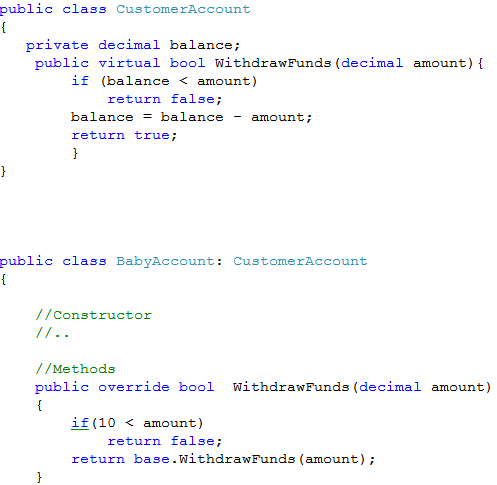 public class CustomerAccount
{
   private decimal balance;
    public virtual bool WithdrawFunds(decimal amount){
        if (balance < amount)
            return false;
        balance = balance - amount;
        return true;
        }
}
public class BabyAccount: CustomerAccount
{
    //Constructor
    //..
    //Methods
    public override bool  WithdrawFunds(decimal amount)
    {
        if(10 < amount)
            return false;
        return base.WithdrawFunds(amount);
    }